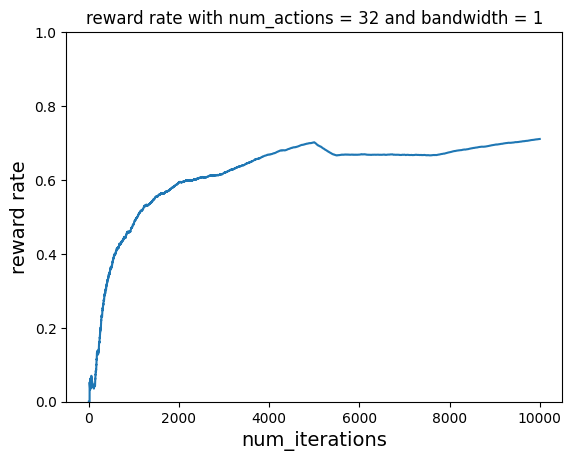 reward rate with num_actions = 32 and bandwidth = 1
1.0
0.8
0.6
0.4
0.2
0.0
reward rate
0 2000 4000 6000 8000 10000
num_iterations